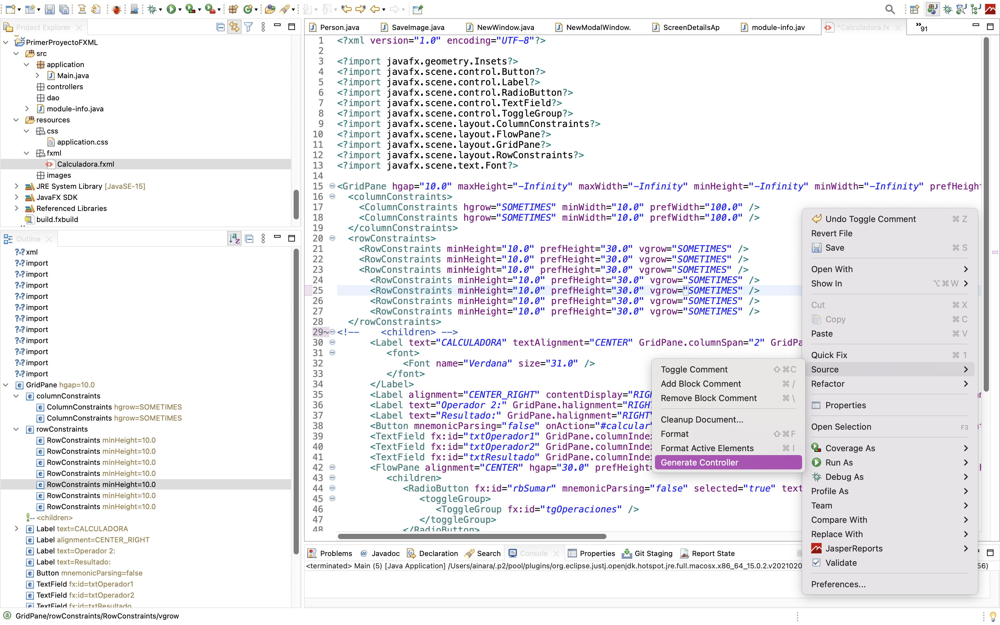 Project Explorer
PrimerProyectoFXML
src
application
Main.java
controllers
dao
module-info.java
resources
css
application.css
fxml
Calculadora.fxml
images
JRE System Library [JavaSE-15]
JavaFX SDK
Referenced Libraries
build.fxbuild
Outline
?=? xml
?=? import
?=? import
?=? import
?=? import
?=? import
?=? import
?=? import
?=? import
?=? import
?=? import
?=? import
GridPane hgap=10.0
columnConstraints
ColumnConstraints hgrow=SOMETIMES
ColumnConstraints hgrow=SOMETIMES
rowConstraints
RowConstraints minHeight=10.0
RowConstraints minHeight=10.0
RowConstraints minHeight=10.0
RowConstraints minHeight=10.0
RowConstraints minHeight=10.0
RowConstraints minHeight=10.0
RowConstraints minHeight=10.0
<children>
Label text=CALCULADORA
Label alignment=CENTER_RIGHT
Label text=Operador 2:
Label text=Resultado:
Button mnemonicParsing=false
TextField fx:id=txtOperador1
TextField fx:id=txtOperador2
TextField fx:id=txtResultado
Person.java SaveImage.java NewWindow.java NewModalWindow. ScreenDetailsAp module-info.jav *Calculadora.fx »91
1 <?xml version="1.0" encoding="UTF-8"?>
2
3 <?import javafx.geometry.Insets?>
4 <?import javafx.scene.control.Button?>
5 <?import javafx.scene.control.Label?>
6 <?import javafx.scene.control.RadioButton?>
7 <?import javafx.scene.control.TextField?>
8 <?import javafx.scene.control.ToggleGroup?>
9 <?import javafx.scene.layout.ColumnConstraints?>
10 <?import javafx.scene.layout.FlowPane?>
11 <?import javafx.scene.layout.GridPane?>
12 <?import javafx.scene.layout.RowConstraints?>
13 <?import javafx.scene.text.Font?>
14
15 <GridPane hgap="10.0" maxHeight="-Infinity" maxWidth="-Infinity" minHeight="-Infinity" minWidth="-Infinity" prefHeight
16 <columnConstraints>
17 <ColumnConstraints hgrow="SOMETIMES" minWidth="10.0" prefWidth="100.0" />
18 <ColumnConstraints hgrow="SOMETIMES" minWidth="10.0" prefWidth="100.0" />
19 </columnConstraints>
20 <rowConstraints>
21 <RowConstraints minHeight="10.0" prefHeight="30.0" vgrow="SOMETIMES" />
22 <RowConstraints minHeight="10.0" prefHeight="30.0" vgrow="SOMETIMES" />
23 <RowConstraints minHeight="10.0" prefHeight="30.0" vgrow="SOMETIMES" />
24 <RowConstraints minHeight="10.0" prefHeight="30.0" vgrow="SOMETIMES" />
25 <RowConstraints minHeight="10.0" prefHeight="30.0" vgrow="SOMETIMES" />
26 <RowConstraints minHeight="10.0" prefHeight="30.0" vgrow="SOMETIMES" />
27 <RowConstraints minHeight="10.0" prefHeight="30.0" vgrow="SOMETIMES" />
28 </rowConstraints>
29~ <!-- <children> -->
30 <Label text="CALCULADORA" textAlignment="CENTER" GridPane.columnSpan="2" GridPa
31 <font>
32 <Font name="Verdana" size="31.0" />
33 </font>
34 </Label>
35 <Label alignment="CENTER_RIGHT" contentDisplay="RIG
36 <Label text="Operador 2:" GridPane.halignment="RIGH
37 <Label text="Resultado:" GridPane.halignment="RIGHT
38 <Button mnemonicParsing="false" onAction="#calcular"
39 <TextField fx:id="txtOperador1" GridPane.columnIndex
40 <TextField fx:id="txtOperador2" GridPane.columnIndex
41 <TextField fx:id="txtResultado" GridPane.columnIndex
42 <FlowPane alignment="CENTER" hgap="30.0" prefHeight=
43 <children>
44 <RadioButton fx:id="rbSumar" mnemonicParsing="false" selected="true" text
45 <toggleGroup>
46 <ToggleGroup fx:id="tgOperaciones" />
47 </toggleGroup>
48 </RadioButton>
Undo Toggle Comment ⌘Z
Revert File
Save ⌘S
Open With
Show In ⌥⌘W
Cut ⌘X
Copy ⌘C
Paste ⌘V
Quick Fix ⌘1
Source
Refactor
Properties
Open Selection F3
Coverage As
Run As
Debug As
Profile As
Team
Compare With
Replace With
JasperReports
Validate
Preferences...
Toggle Comment ⇧⌘C
Add Block Comment ⌘/
Remove Block Comment ⌘\
Cleanup Document...
Format ⇧⌘F
Format Active Elements ⌘I
Generate Controller
Problems @ Javadoc Declaration Search Console Properties Git Staging Report State
<terminated> Main (5) [Java Application] /Users/ainara/.p2/pool/plugins/org.eclipse.justj.openjdk.hotspot.jre.full.macosx.x86_64_15.0.2.v2021020 56)
GridPane/rowConstraints/RowConstraints/vgrow